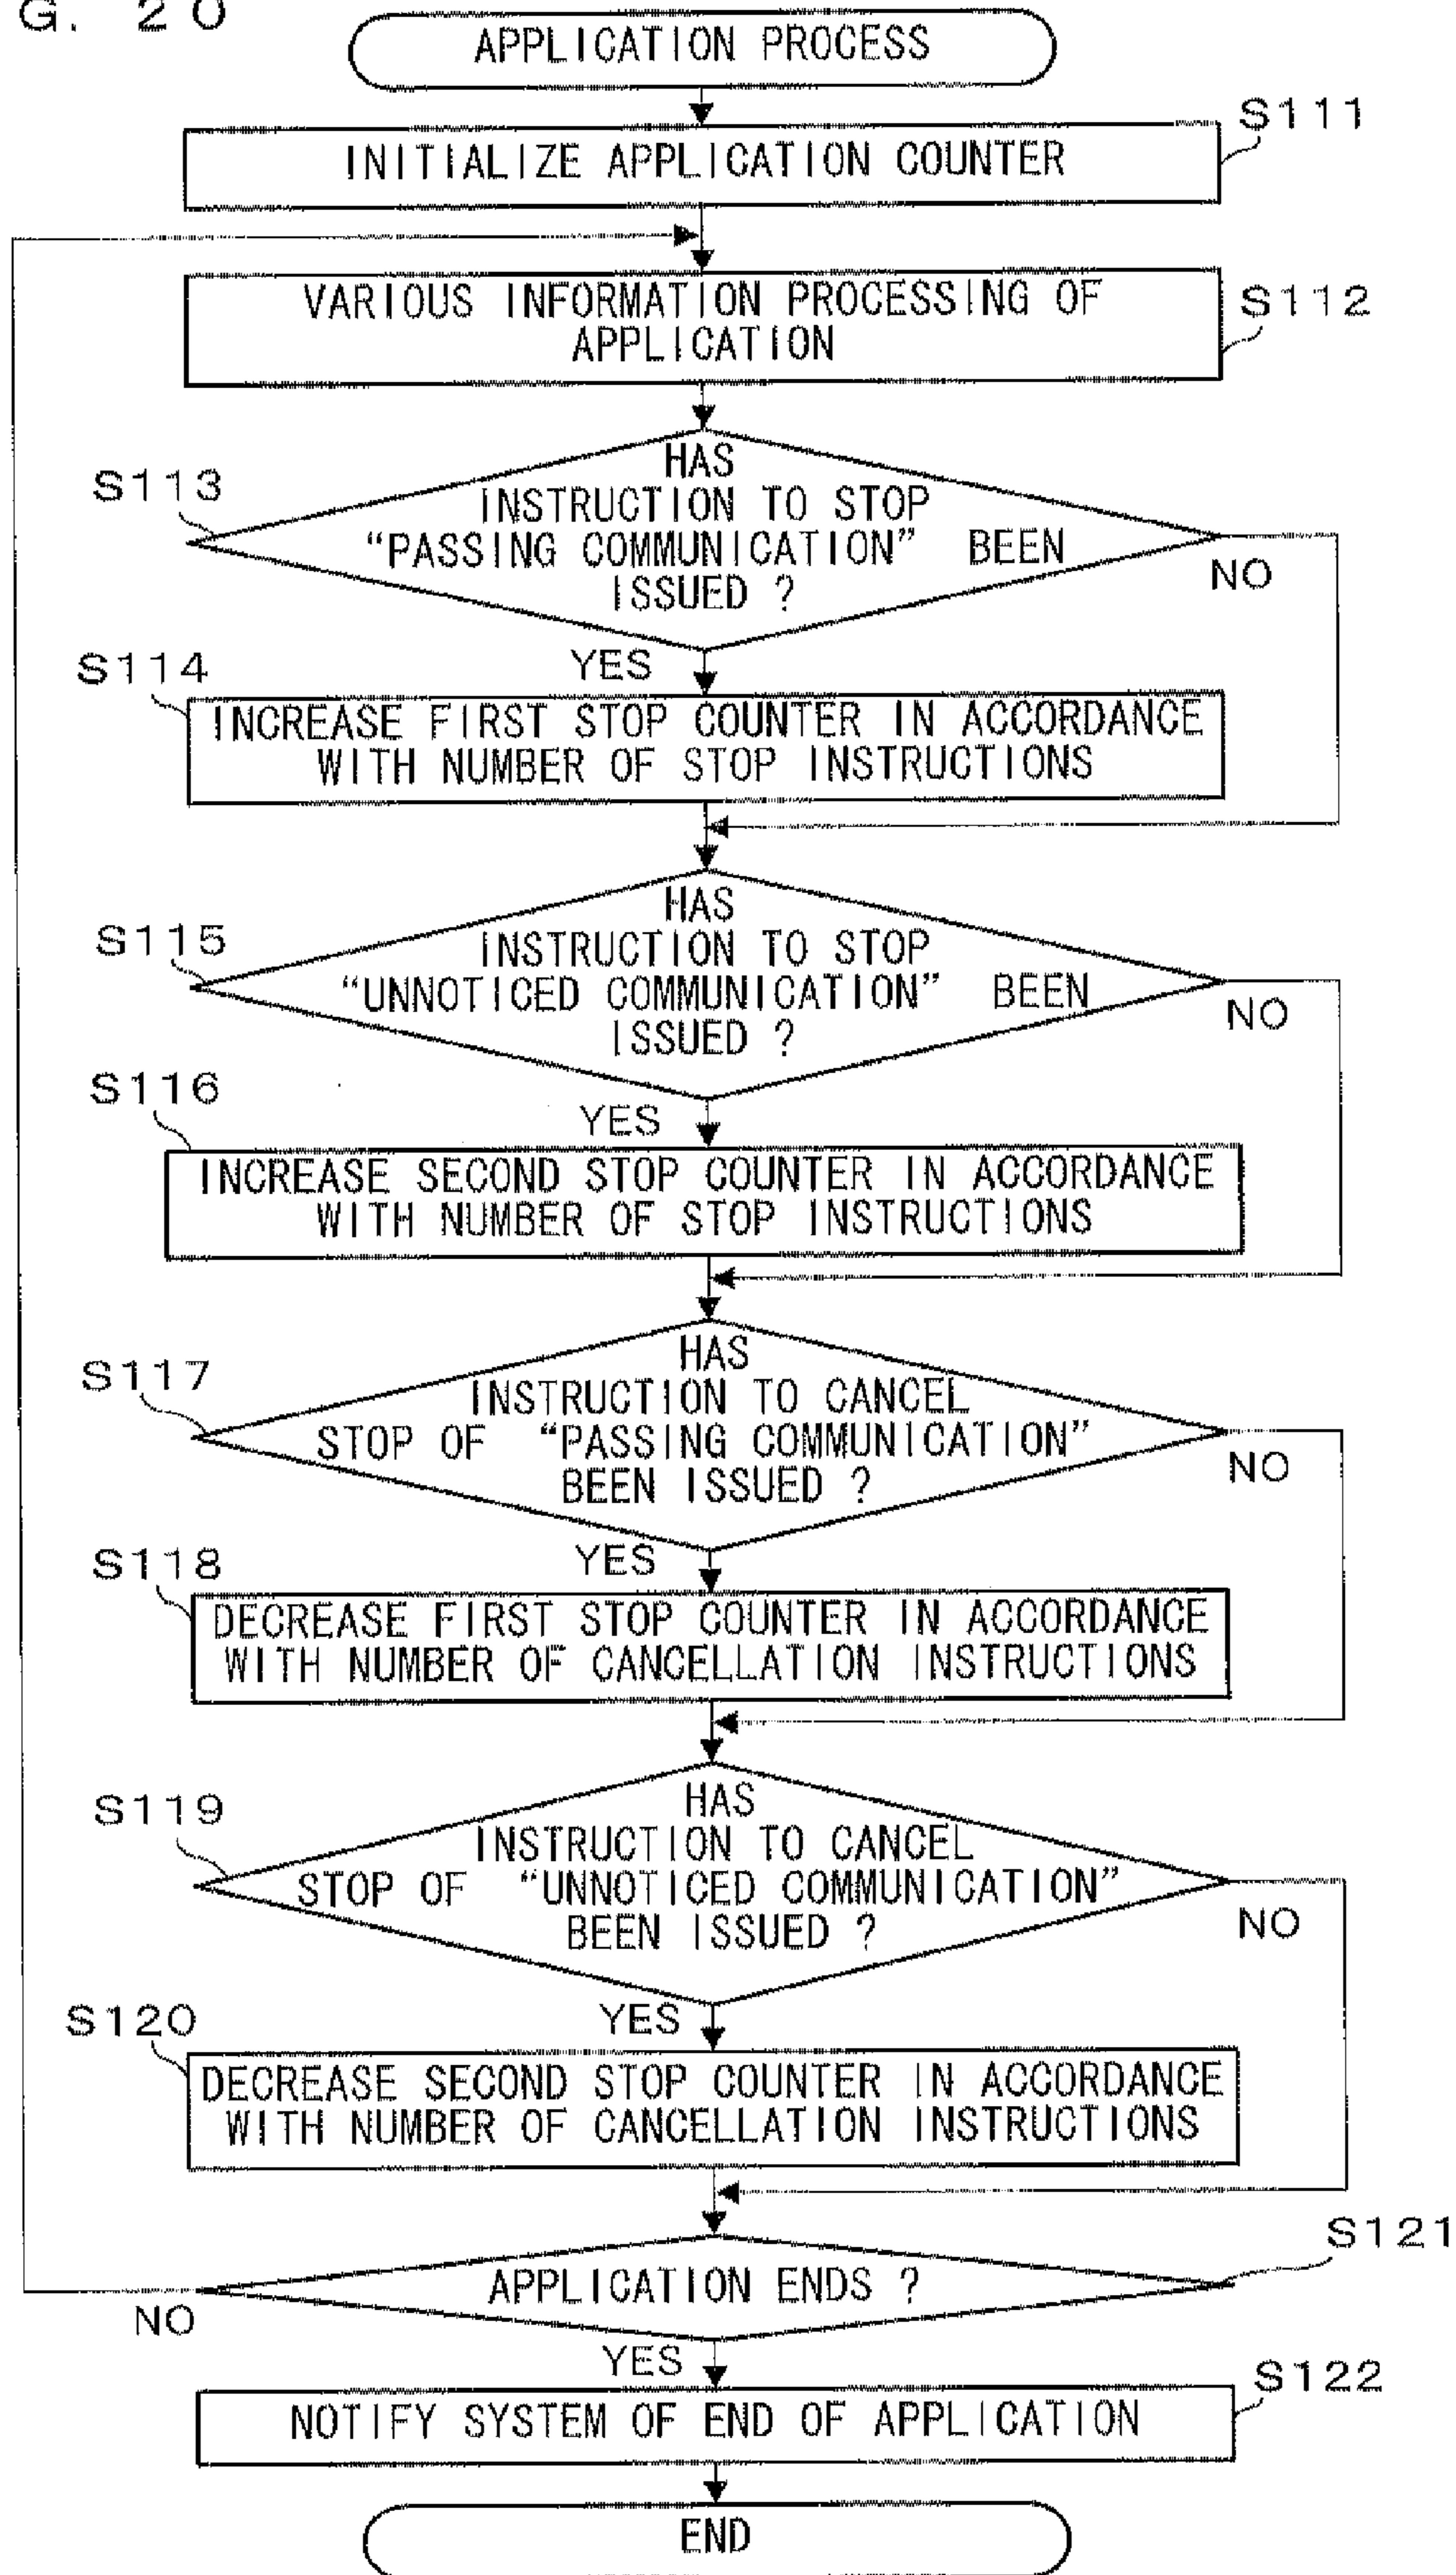 G. 20
APPLICATION PROCESS
S111
INITIALIZE APPLICATION COUNTER
VARIOUS INFORMATION PROCESSING OF
APPLICATION
S112
S113
HAS
INSTRUCTION TO STOP
“PASSING COMMUNICATION” BEEN
ISSUED ?
NO
YES
S114
INCREASE FIRST STOP COUNTER IN ACCORDANCE
WITH NUMBER OF STOP INSTRUCTIONS
S115
HAS
INSTRUCTION TO STOP
“UNNOTICED COMMUNICATION” BEEN
ISSUED ?
NO
YES
S116
INCREASE SECOND STOP COUNTER IN ACCORDANCE
WITH NUMBER OF STOP INSTRUCTIONS
S117
HAS
INSTRUCTION TO CANCEL
STOP OF “PASSING COMMUNICATION”
BEEN ISSUED ?
NO
YES
S118
DECREASE FIRST STOP COUNTER IN ACCORDANCE
WITH NUMBER OF CANCELLATION INSTRUCTIONS
S119
HAS
INSTRUCTION TO CANCEL
STOP OF “UNNOTICED COMMUNICATION”
BEEN ISSUED ?
NO
YES
S120
DECREASE SECOND STOP COUNTER IN ACCORDANCE
WITH NUMBER OF CANCELLATION INSTRUCTIONS
S121
APPLICATION ENDS ?
NO
YES
S122
NOTIFY SYSTEM OF END OF APPLICATION
END